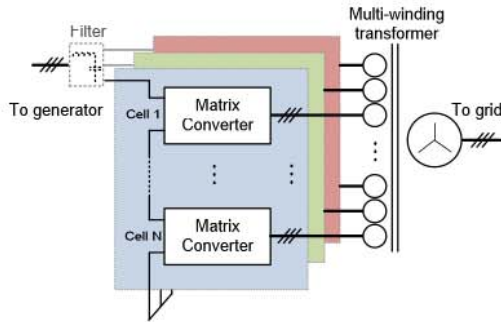 Filter
Multi-winding
transformer
To generator
Cell 1
Matrix
Converter
To grid
Cell N
Matrix
Converter